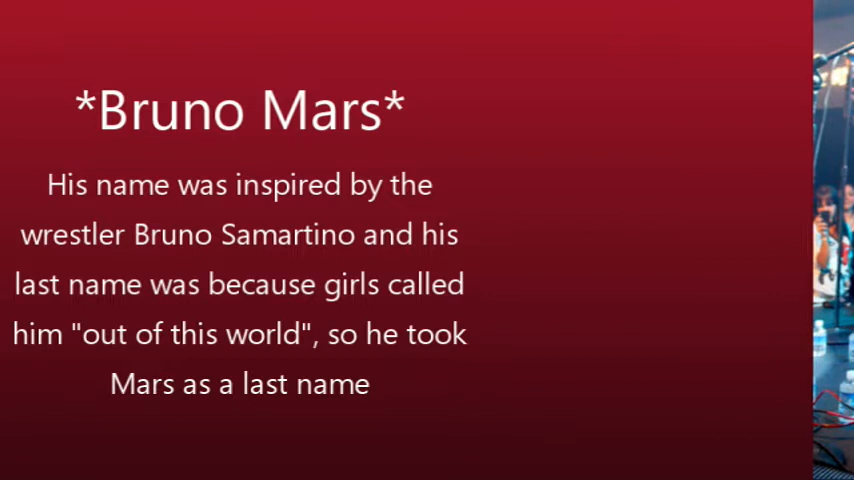 *Bruno Mars*
His name was inspired by the
wrestler Bruno Samartino and his
last name was because girls called
him "out of this world", so he took
Mars as a last name